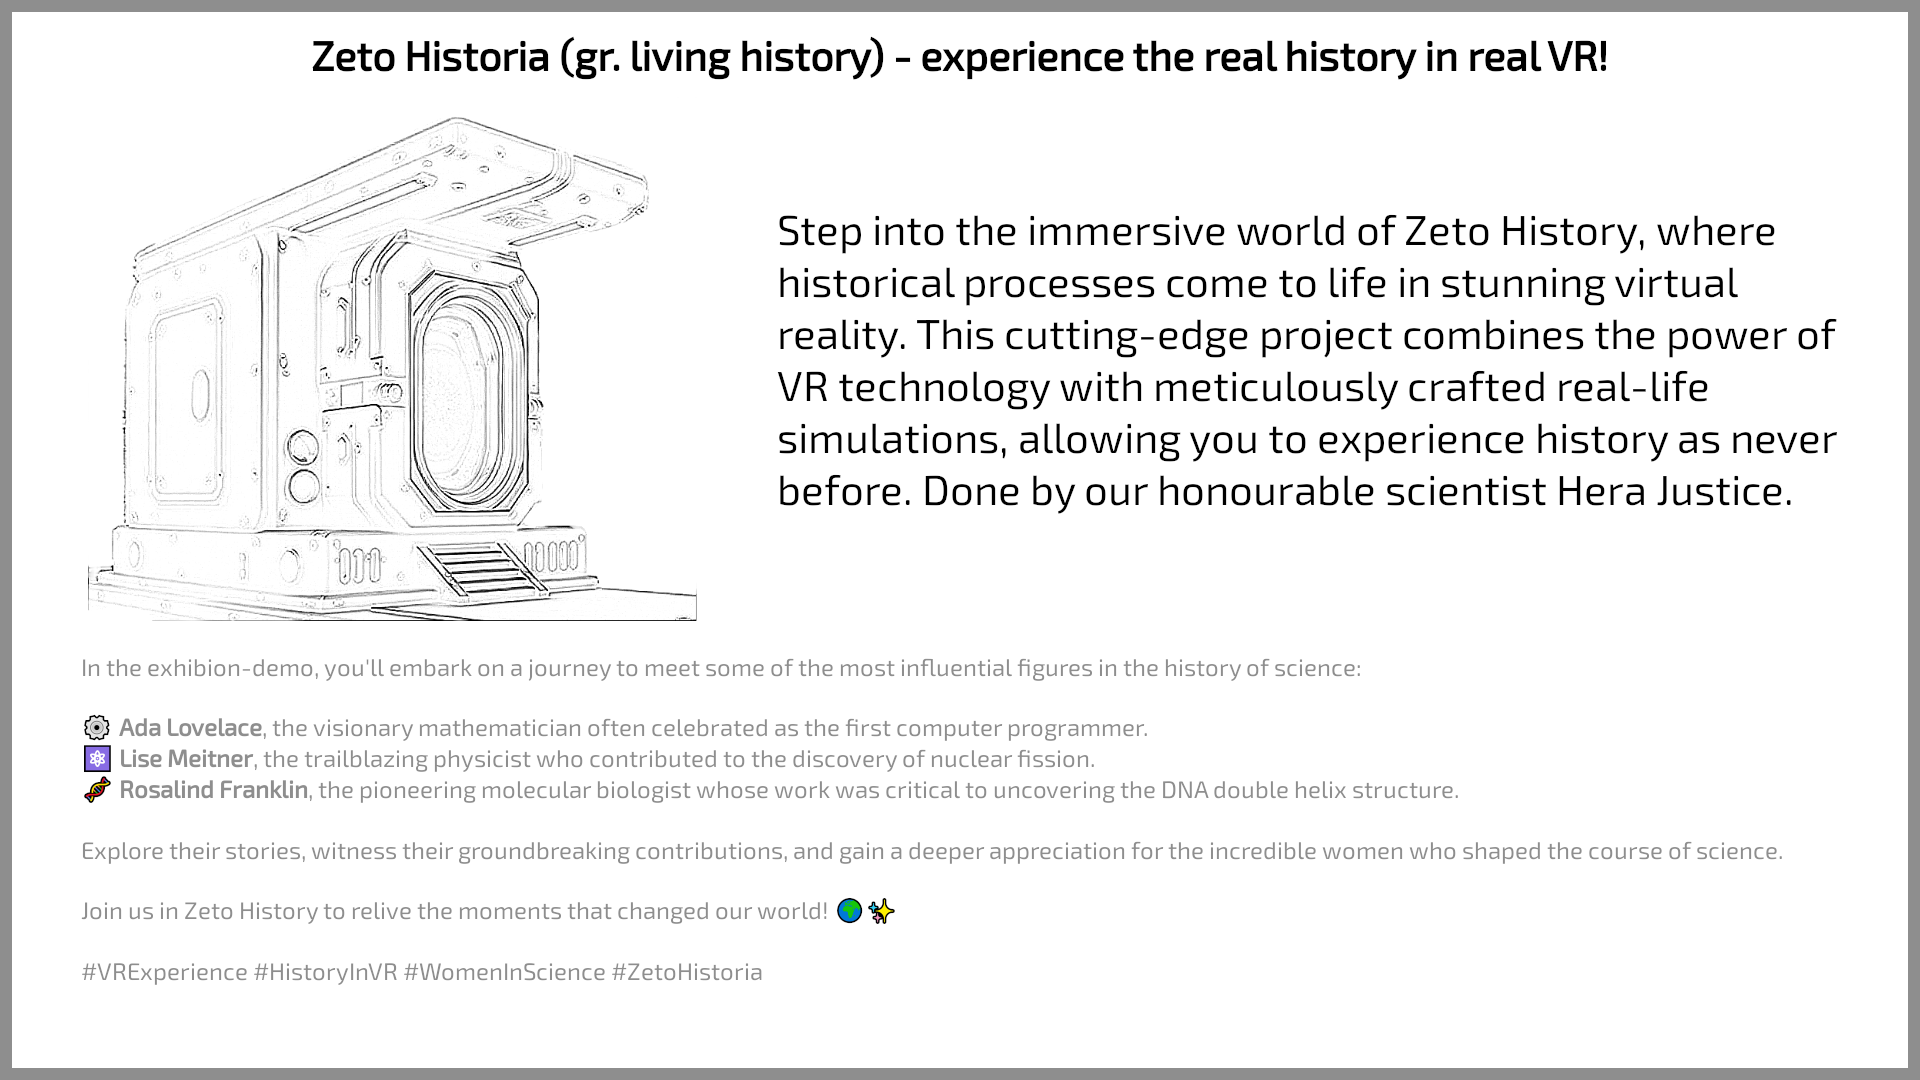 Zeto Historia (gr. living history) - experience the real history in real VR!
Step into the immersive world of Zeto History, where
historical processes come to life in stunning virtual
reality. This cutting-edge project combines the power of
VR technology with meticulously crafted real-life
simulations, allowing you to experience history as never
before. Done by our honourable scientist Hera Justice.
In the exhibion-demo, you'll embark on a journey to meet some of the most influential figures in the history of science:
⚙️ Ada Lovelace, the visionary mathematician often celebrated as the first computer programmer.
⚛️ Lise Meitner, the trailblazing physicist who contributed to the discovery of nuclear fission.
🧬 Rosalind Franklin, the pioneering molecular biologist whose work was critical to uncovering the DNA double helix structure.
Explore their stories, witness their groundbreaking contributions, and gain a deeper appreciation for the incredible women who shaped the course of science.
Join us in Zeto History to relive the moments that changed our world! 🌍✨
#VRExperience #HistoryInVR #WomenInScience #ZetoHistoria